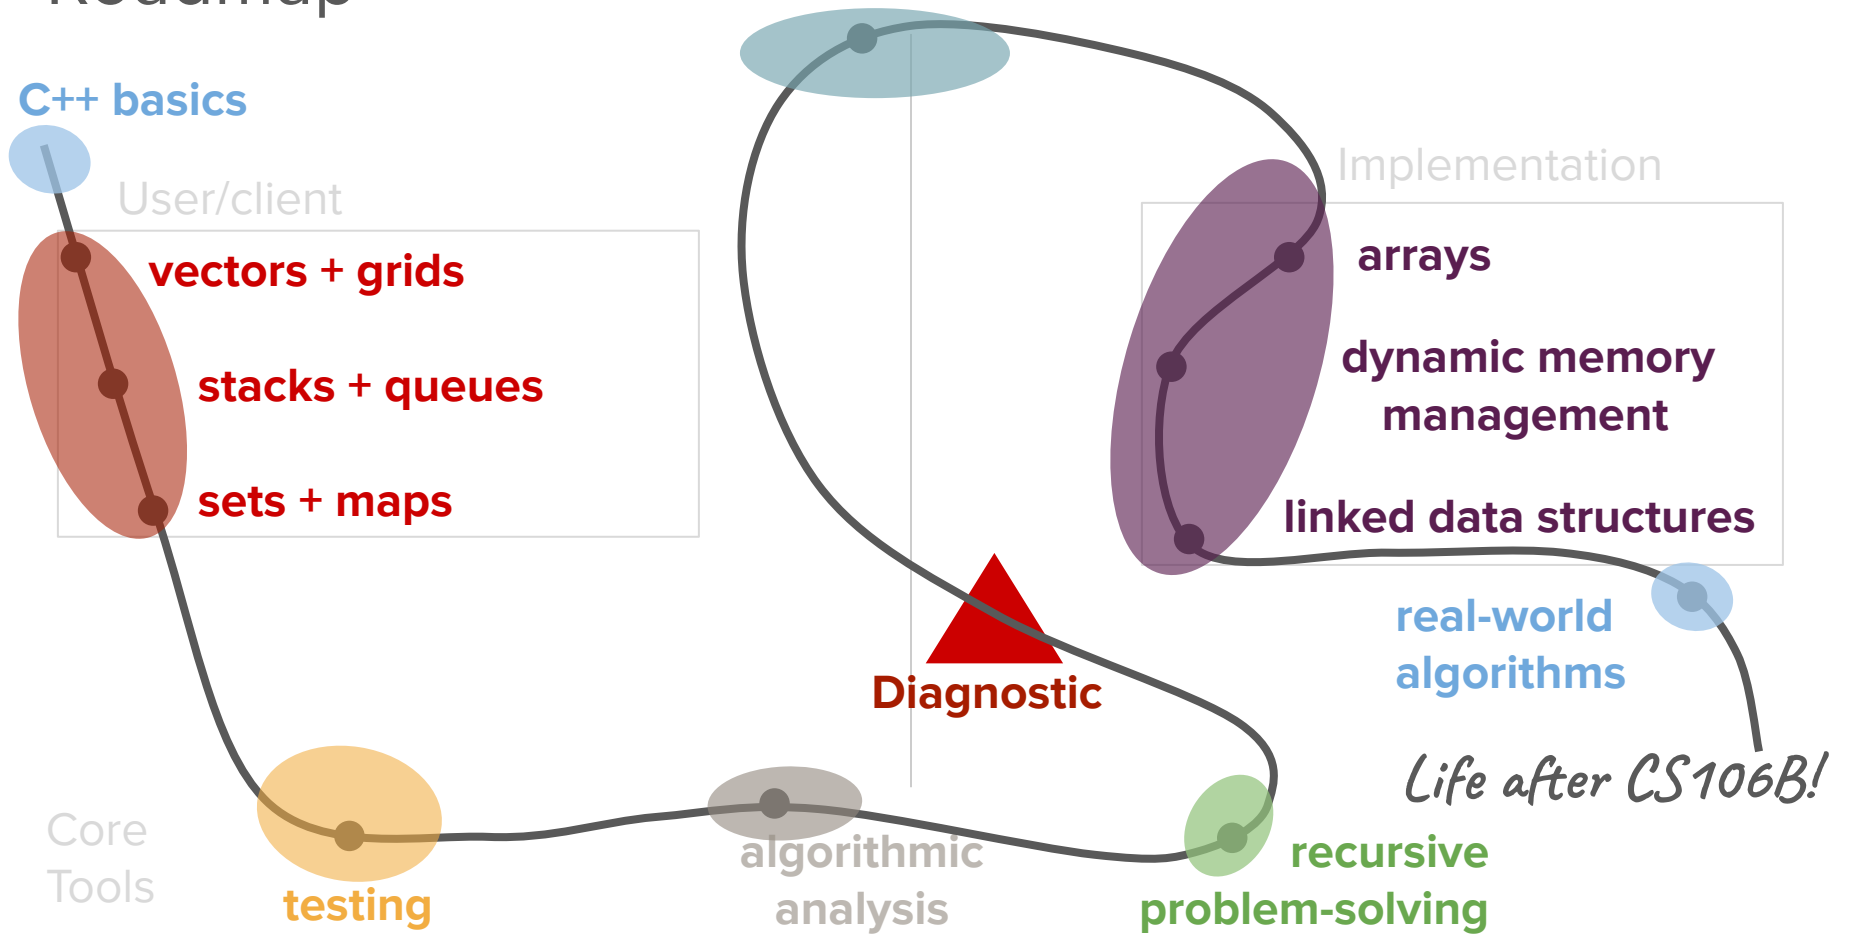 Roadmap
C++ basics
User/client
vectors + grids
stacks + queues
sets + maps
Implementation
arrays
dynamic memory
management
linked data structures
real-world
algorithms
Life after CS106B!
Diagnostic
Core
Tools
testing
algorithmic
analysis
recursive
problem-solving